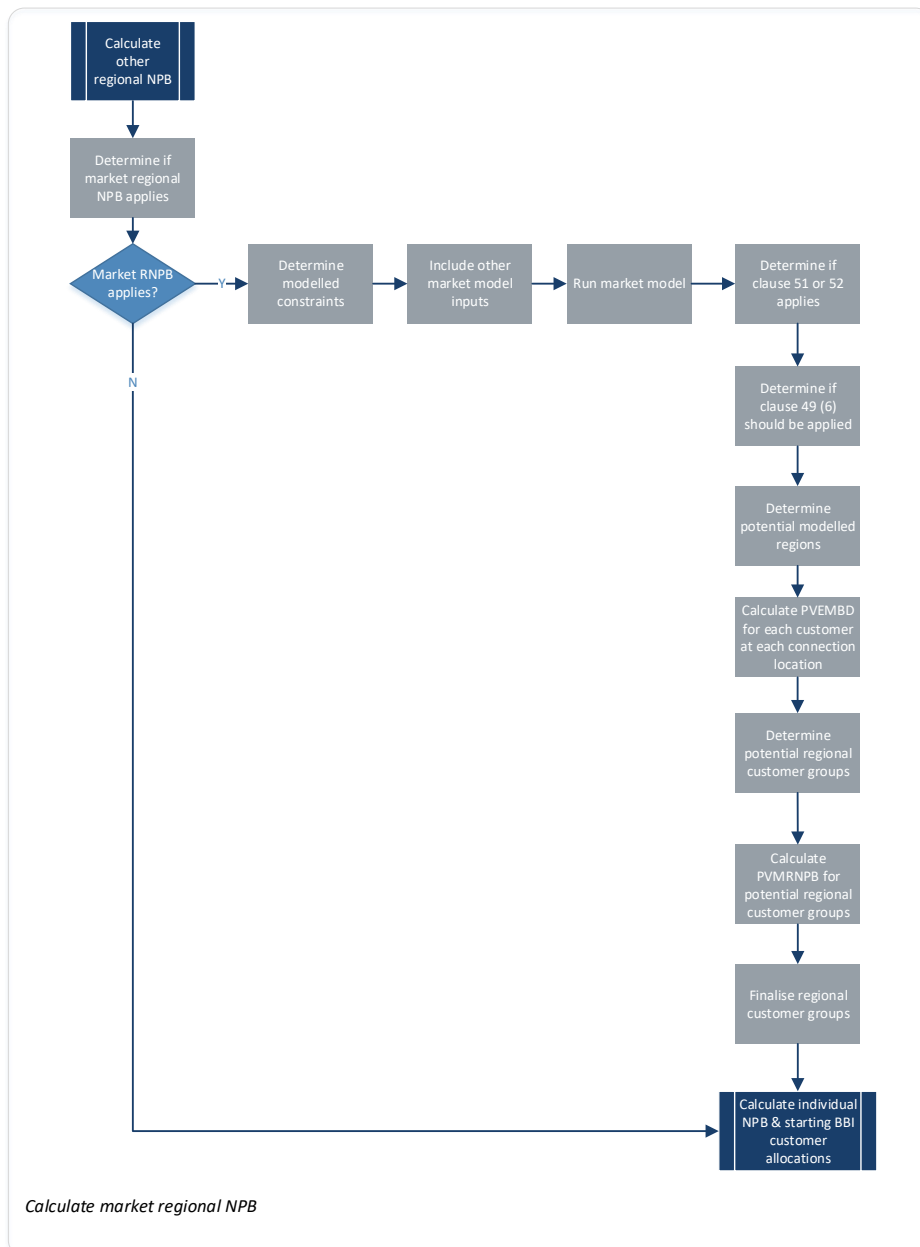 Calculate
other
regional NPB
Determine if
market regional
NPB applies
Market RNPB
applies?
Y
Determine
modelled
constraints
Include other
market model
inputs
Run market model
Determine if
clause 51 or 52
applies
N
Determine if
clause 49 (6)
should be applied
Determine
potential modelled
regions
Calculate PVEMBD
for each customer
at each connection
location
Determine
potential regional
customer groups
Calculate
PVMRNPB for
potential regional
customer groups
Finalise regional
customer groups
Calculate individual
NPB & starting BBI
customer
allocations
Calculate market regional NPB